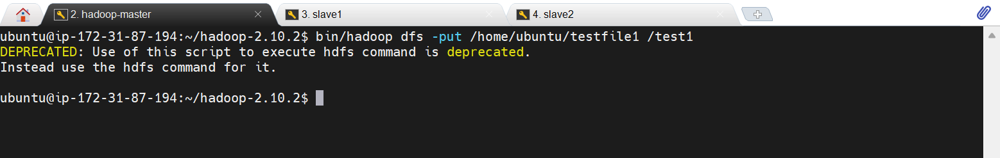 2. hadoop-master
3. slave1
4. slave2
ubuntu@ip-172-31-87-194:~/hadoop-2.10.2$ bin/hadoop dfs -put /home/ubuntu/testfile1 /test1
DEPRECATED: Use of this script to execute hdfs command is deprecated.
Instead use the hdfs command for it.
ubuntu@ip-172-31-87-194:~/hadoop-2.10.2$